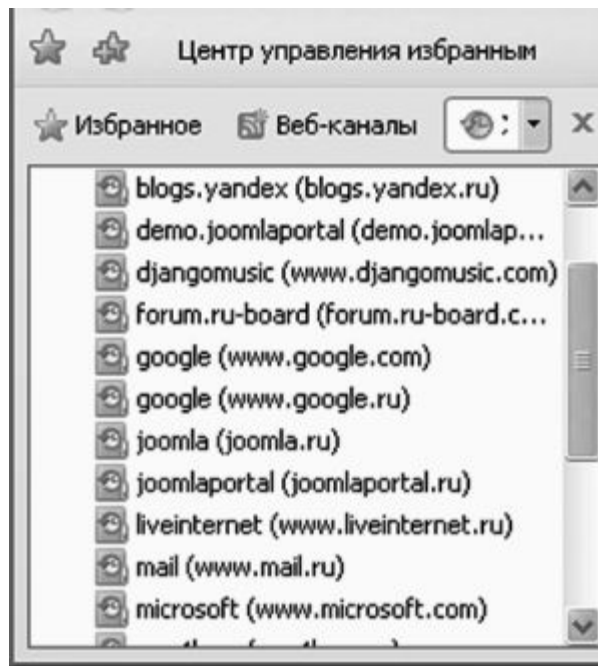 Центр управления избранным
Избранное Веб-каналы
blogs.yandex (blogs.yandex.ru)
demo.joomlaportal (demo.joomlap...
djangomusic (www.djangomusic.com)
forum.ru-board (forum.ru-board.c...
google (www.google.com)
google (www.google.ru)
joomla (joomla.ru)
joomlaportal (joomlaportal.ru)
liveinternet (www.liveinternet.ru)
mail (www.mail.ru)
microsoft (www.microsoft.com)